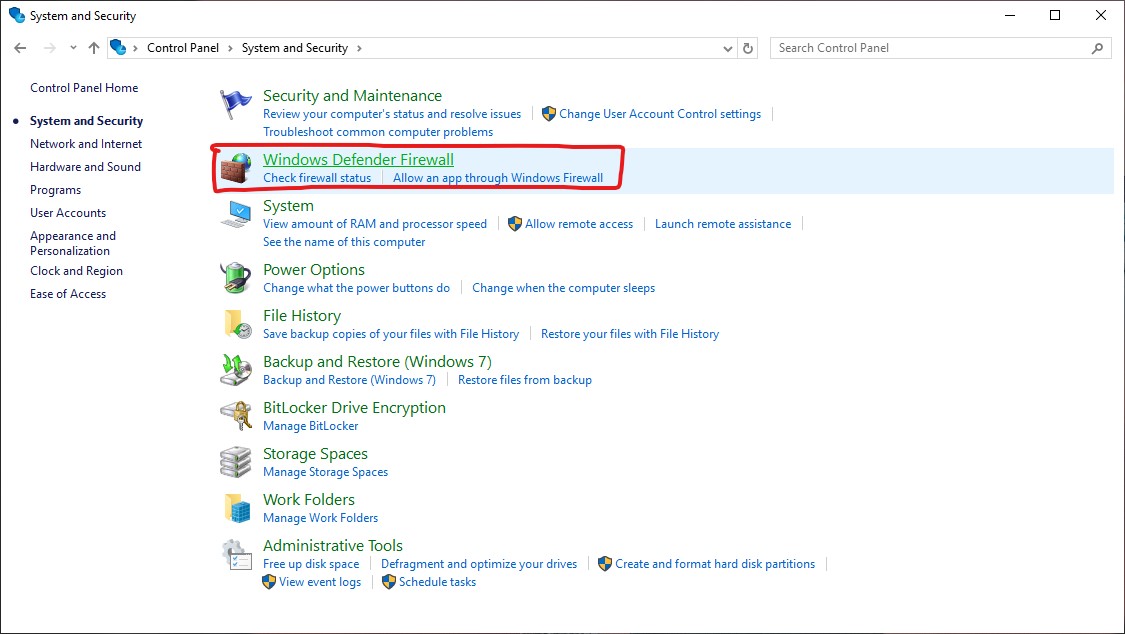 System and Security
Control Panel System and Security
Search Control Panel
Control Panel Home
System and Security
Network and Internet
Hardware and Sound
Programs
User Accounts
Appearance and
Personalization
Clock and Region
Ease of Access
Security and Maintenance
Review your computer's status and resolve issues Change User Account Control settings
Troubleshoot common computer problems
Windows Defender Firewall
Check firewall status Allow an app through Windows Firewall
System
View amount of RAM and processor speed Allow remote access Launch remote assistance
See the name of this computer
Power Options
Change what the power buttons do Change when the computer sleeps
File History
Save backup copies of your files with File History Restore your files with File History
Backup and Restore (Windows 7)
Backup and Restore (Windows 7) Restore files from backup
BitLocker Drive Encryption
Manage BitLocker
Storage Spaces
Manage Storage Spaces
Work Folders
Manage Work Folders
Administrative Tools
Free up disk space Defragment and optimize your drives Create and format hard disk partitions
View event logs Schedule tasks